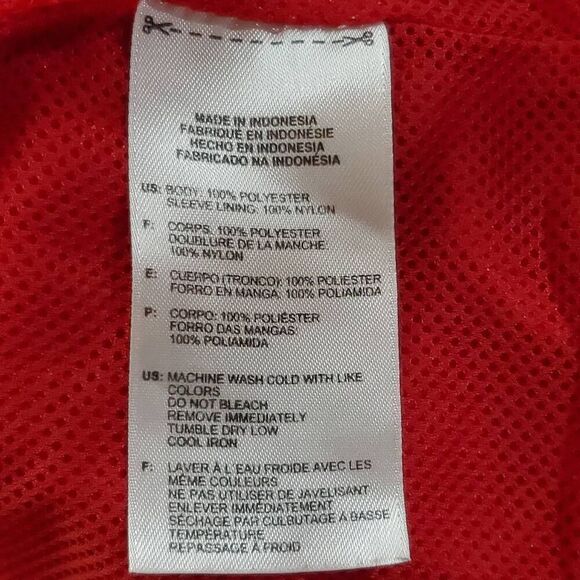 MADE IN INDONESIA
FABRIQUÉ EN INDONÉSIE
HECHO EN INDONESIA
FABRICADO NA INDONÉSIA
US: BODY: 100% POLYESTER
SLEEVE LINING: 100% NYLON
F: CORPS: 100% POLYESTER
DOUBLURE DE LA MANCHE:
100% NYLON
E: CUERPO (TRONCO): 100% POLIÉSTER
FORRO EN MANGA: 100% POLIAMIDA
P: CORPO: 100% POLIÉSTER
FORRO DAS MANGAS:
100% POLIAMIDA
US: MACHINE WASH COLD WITH LIKE
COLORS
DO NOT BLEACH
REMOVE IMMEDIATELY
TUMBLE DRY LOW
COOL IRON
F: LAVER À L'EAU FROIDE AVEC LES
MÊME COULEURS
NE PAS UTILISER DE JAVELISANT
ENLEVER IMMÉDIATEMENT
SÉCHAGE PAR CULBUTAGE À BASSE
TEMPÉRATURE
REPASSAGE À FROID